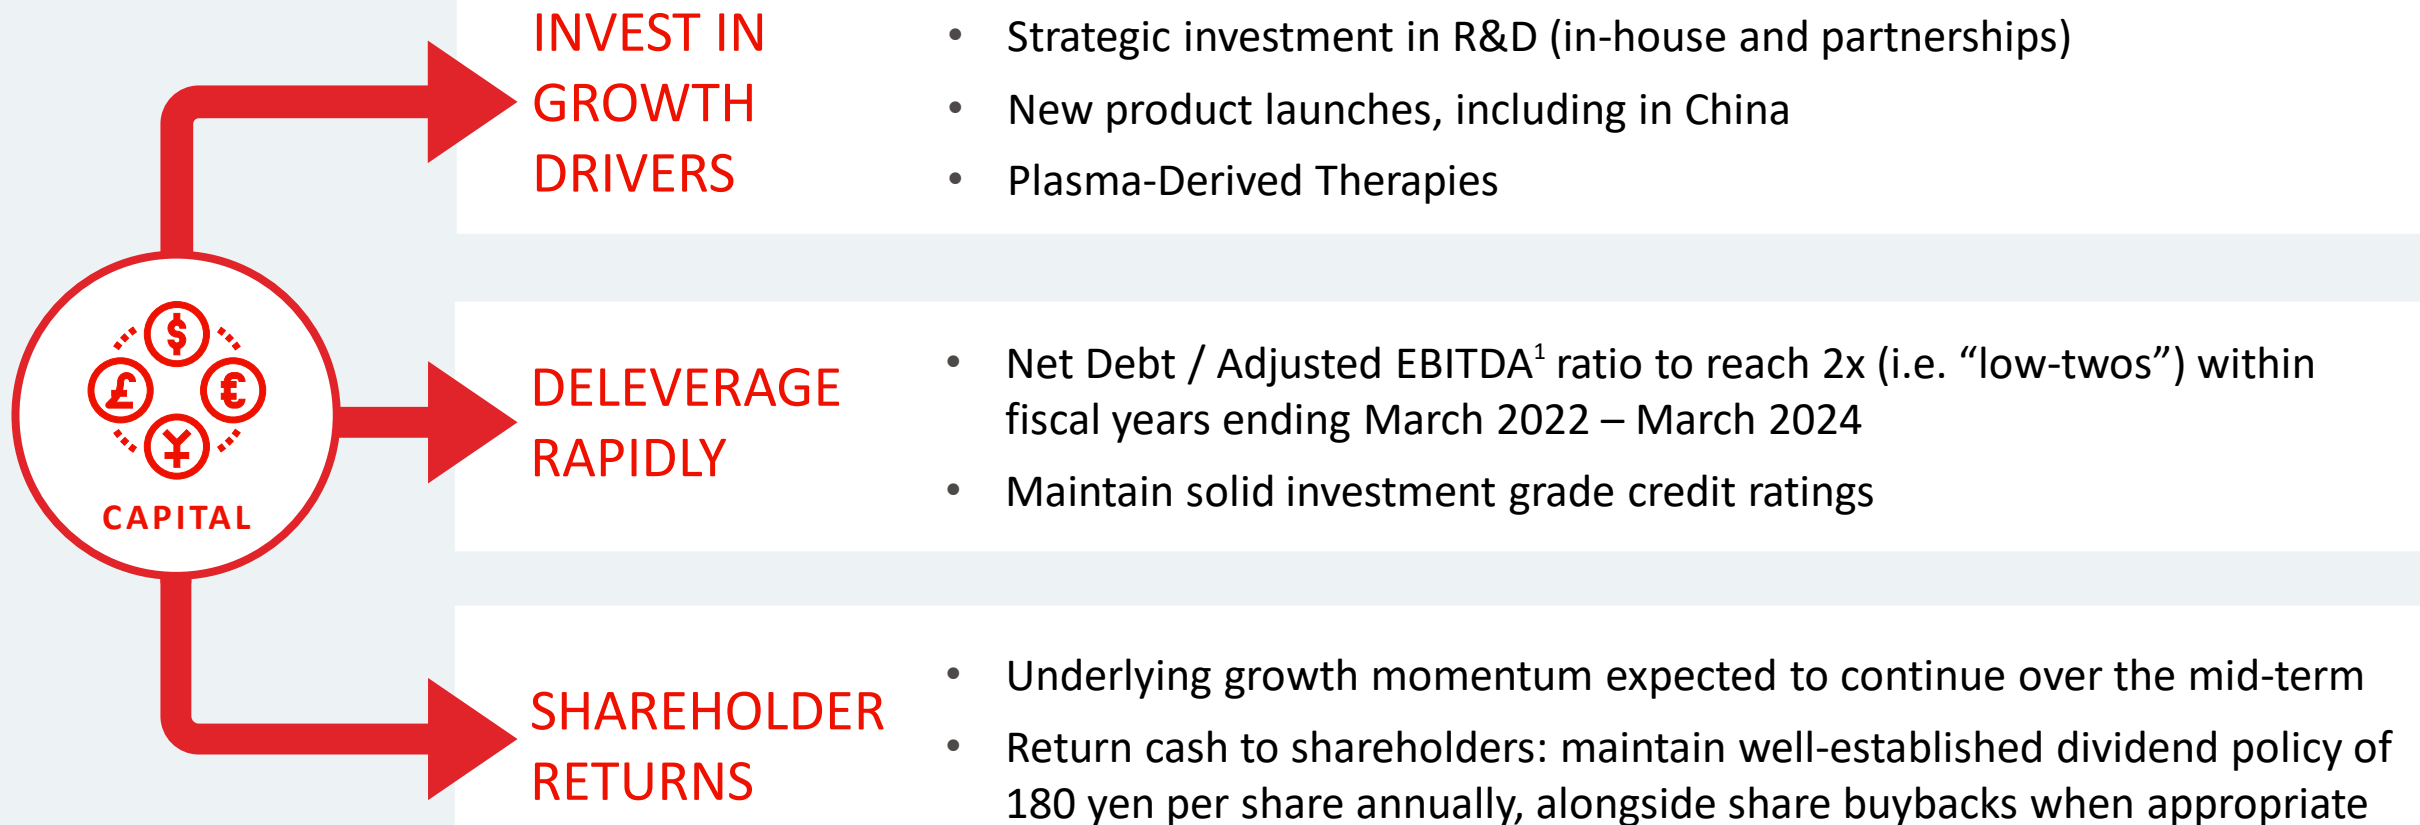 INVEST IN
GROWTH
DRIVERS
• Strategic investment in R&D (in-house and partnerships)
• New product launches, including in China
• Plasma-Derived Therapies
$
£ €
¥
CAPITAL
DELEVERAGE
RAPIDLY
• Net Debt / Adjusted EBITDA¹ ratio to reach 2x (i.e. “low-twos”) within
fiscal years ending March 2022 – March 2024
• Maintain solid investment grade credit ratings
SHAREHOLDER
RETURNS
• Underlying growth momentum expected to continue over the mid-term
• Return cash to shareholders: maintain well-established dividend policy of
180 yen per share annually, alongside share buybacks when appropriate